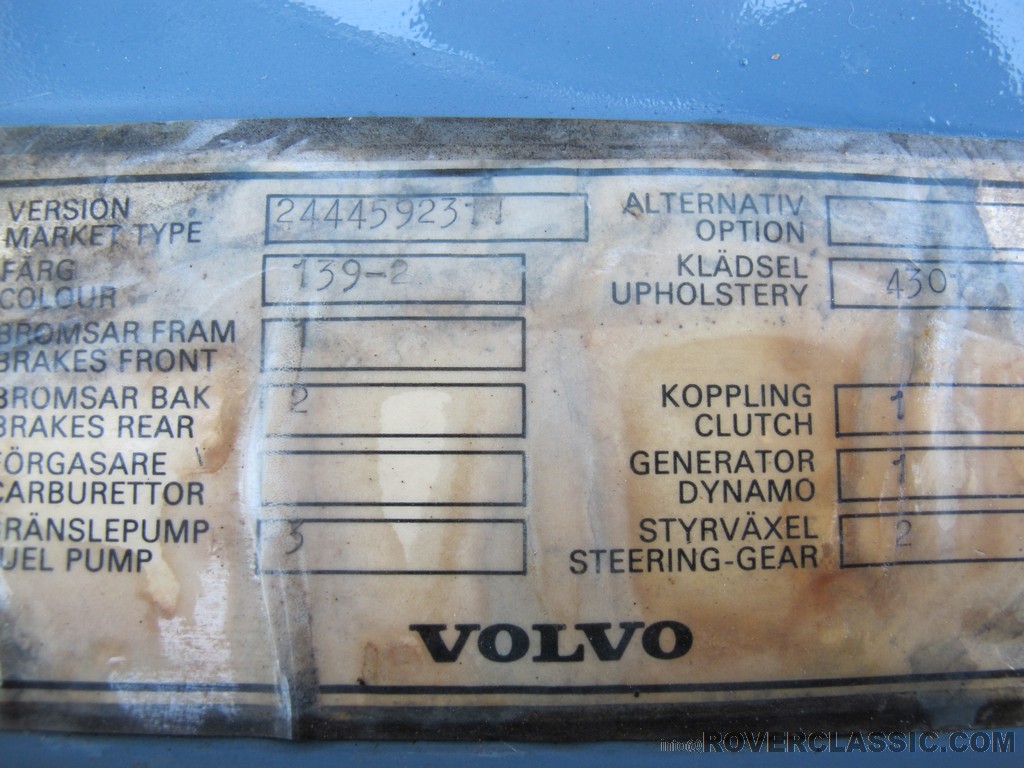 VERSION
MARKET TYPE
2444592311
ALTERNATIV
OPTION
FÄRG
COLOUR
139-2
KLÄDSEL
UPHOLSTERY
430
BROMSAR FRAM
BRAKES FRONT
1
BROMSAR BAK
BRAKES REAR
2
KOPPLING
CLUTCH
1
FÖRGASARE
CARBURETTOR
GENERATOR
DYNAMO
1
BRÄNSLEPUMP
FUEL PUMP
3
STYRVÄXEL
STEERING-GEAR
2
VOLVO
info@ROVERCLASSIC.COM